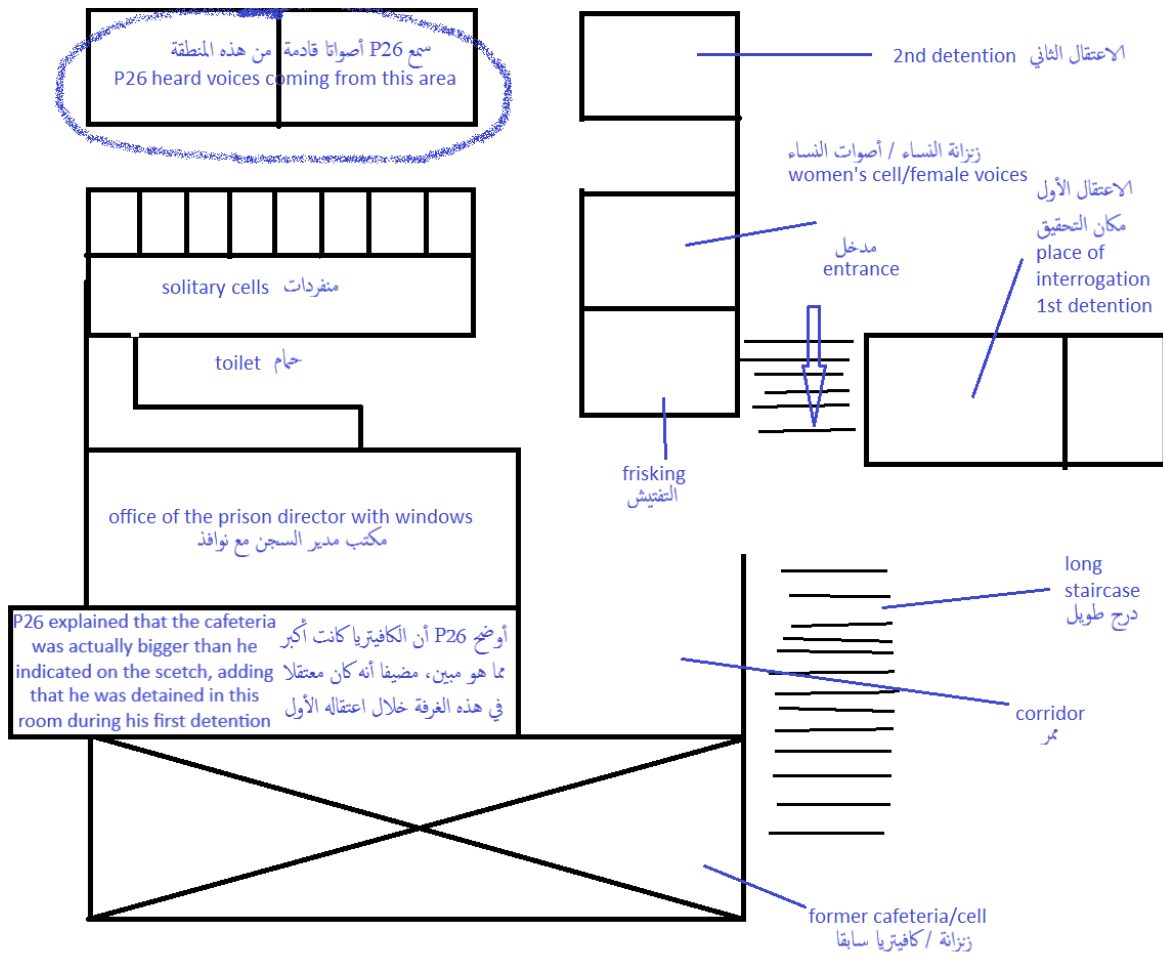 سمع P26 أصواتا قادمة من هذه المنطقة
P26 heard voices coming from this area
2nd detention الاعتقال الثاني
زنزانة النساء / أصوات النساء
women's cell/female voices
الاعتقال الأول
مكان التحقيق
place of
interrogation
1st detention
مدخل
entrance
solitary cells منفردات
toilet حمام
frisking
التفتيش
office of the prison director with windows
مكتب مدير السجن مع نوافذ
long
staircase
درج طويل
P26 explained that the cafeteria
was actually bigger than he
indicated on the scetch, adding
that he was detained in this
room during his first detention
أوضح P26 أن الكافيتريا كانت أكبر
مما هو مبين، مضيفا أنه كان معتقلا
في هذه الغرفة خلال اعتقاله الأول
corridor
ممر
former cafeteria/cell
زنزانة /كافيتريا سابقا